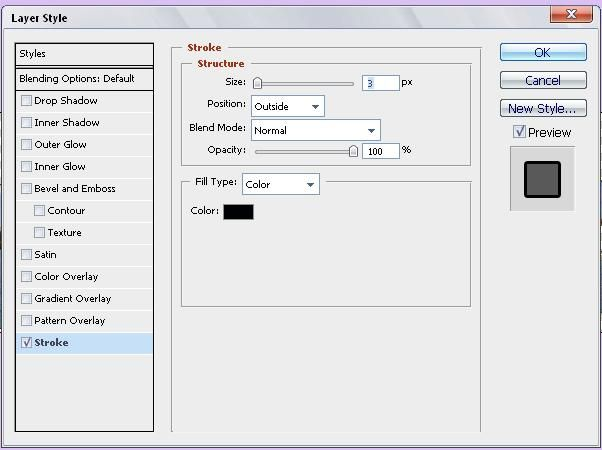 Layer Style
Styles
Blending Options: Default
Drop Shadow
Inner Shadow
Outer Glow
Inner Glow
Bevel and Emboss
Contour
Texture
Satin
Color Overlay
Gradient Overlay
Pattern Overlay
Stroke
Stroke
Structure
Size: 3 px
Position: Outside
Blend Mode: Normal
Opacity: 100 %
Fill Type: Color
Color:
OK
Cancel
New Style...
Preview